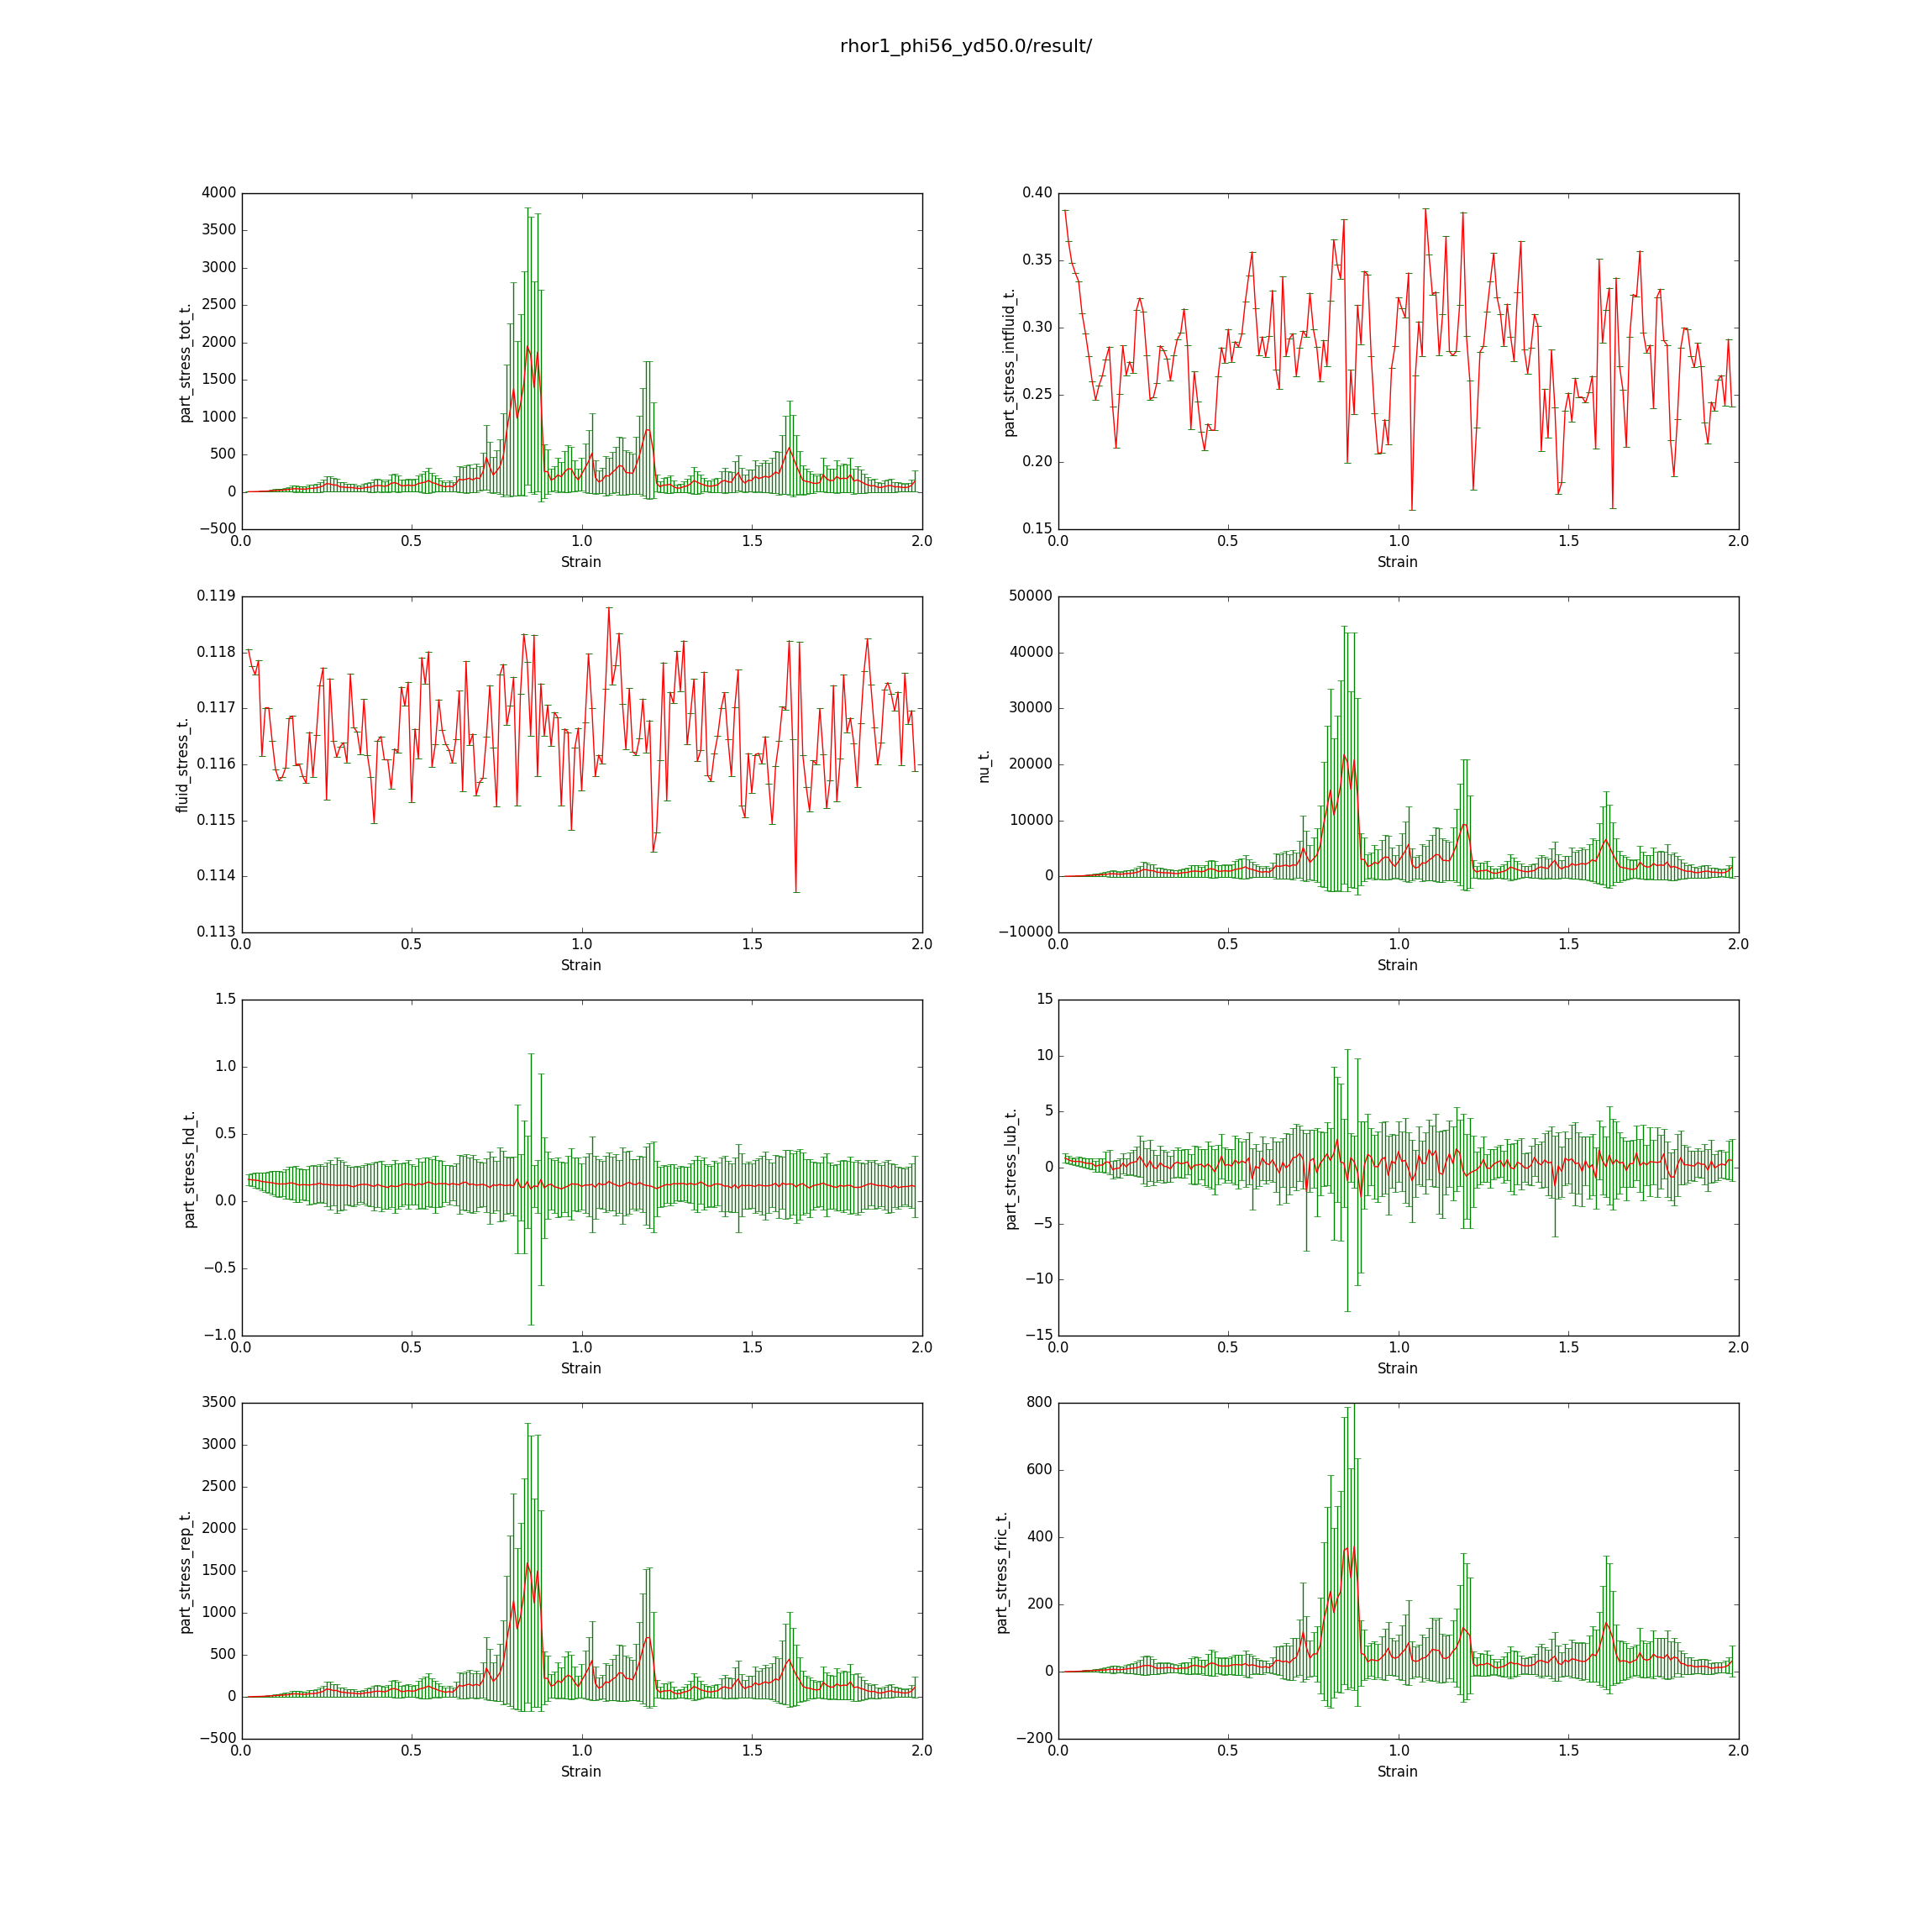 rhor1_phi56_yd50.0/result/
4000
3500
3000
2500
2000
1500
1000
500
0
−500
part_stress_tot_t.
0.0 0.5 1.0 1.5 2.0
Strain
0.40
0.35
0.30
0.25
0.20
0.15
part_stress_intfluid_t.
0.0 0.5 1.0 1.5 2.0
Strain
0.119
0.118
0.117
0.116
0.115
0.114
0.113
fluid_stress_t.
0.0 0.5 1.0 1.5 2.0
Strain
50000
40000
30000
20000
10000
0
−10000
nu_t.
0.0 0.5 1.0 1.5 2.0
Strain
1.5
1.0
0.5
0.0
−0.5
−1.0
part_stress_hd_t.
0.0 0.5 1.0 1.5 2.0
Strain
15
10
5
0
−5
−10
−15
part_stress_lub_t.
0.0 0.5 1.0 1.5 2.0
Strain
3500
3000
2500
2000
1500
1000
500
0
−500
part_stress_rep_t.
0.0 0.5 1.0 1.5 2.0
Strain
800
600
400
200
0
−200
part_stress_fric_t.
0.0 0.5 1.0 1.5 2.0
Strain